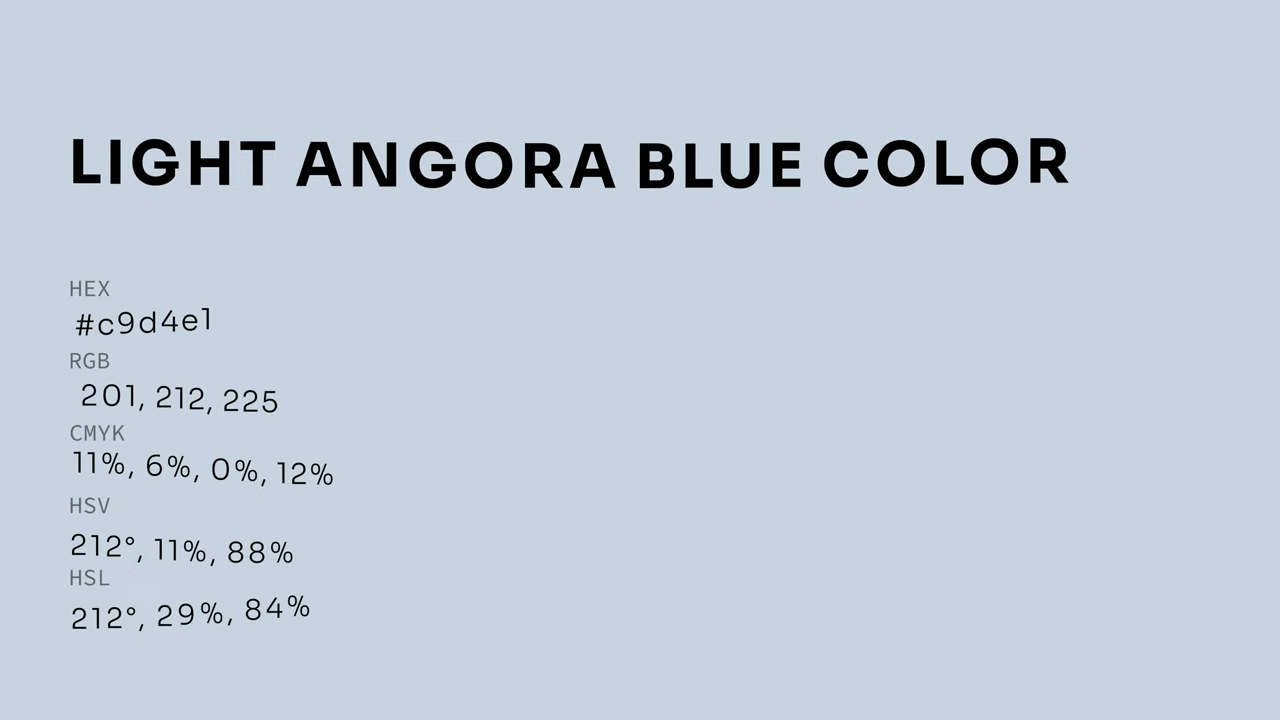 LIGHT ANGORA BLUE COLOR
HEX
#c9d4e1
RGB
201, 212, 225
CMYK
11%, 6%, 0%, 12%
HSV
212°, 11%, 88%
HSL
212°, 29%, 84%